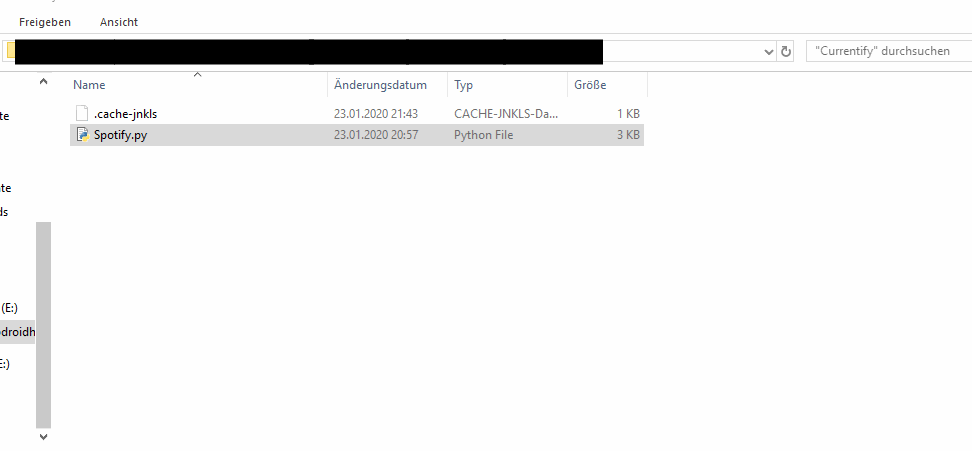 Freigeben Ansicht
"Currentify" durchsuchen
Name Änderungsdatum Typ Größe
.cache-jnkls 23.01.2020 21:43 CACHE-JNKLS-Da... 1 KB
te
Spotify.py 23.01.2020 20:57 Python File 3 KB
te
ds
(E:)
droidh
E:)